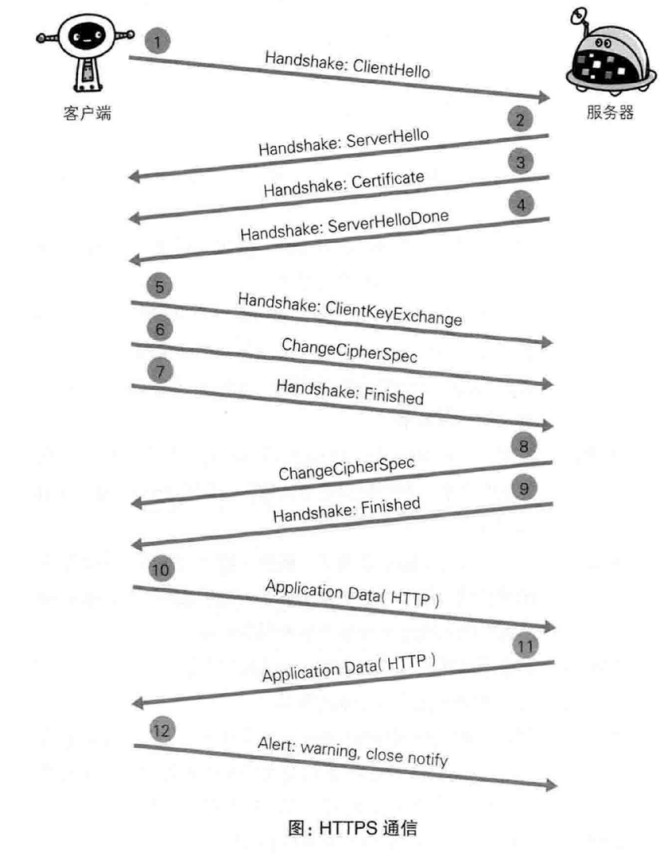 1
Handshake: ClientHello
客户端
服务器
2
Handshake: ServerHello
3
Handshake: Certificate
4
Handshake: ServerHelloDone
5
Handshake: ClientKeyExchange
6
ChangeCipherSpec
7
Handshake: Finished
8
ChangeCipherSpec
9
Handshake: Finished
10
Application Data( HTTP )
11
Application Data( HTTP )
12
Alert: warning, close notify
图: HTTPS 通信